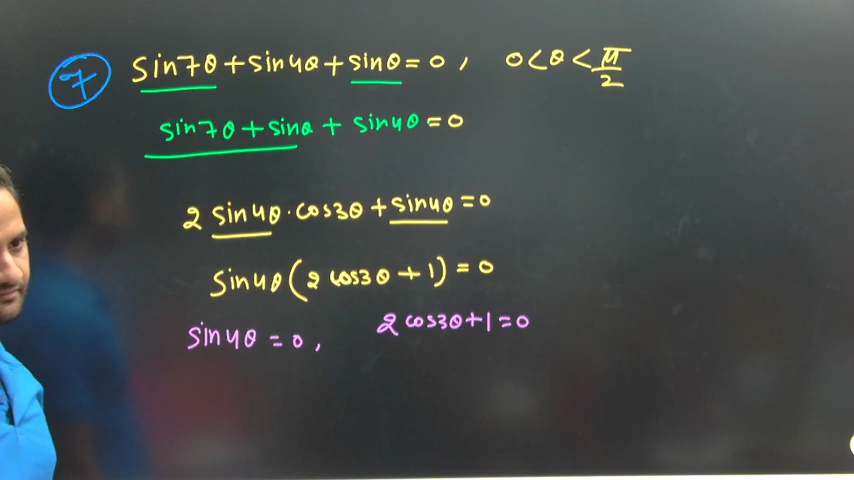 7 sin7θ + sin4θ + sinθ = 0, 0 < θ < π/2
sin7θ + sinθ + sin4θ = 0
2 sin4θ · cos3θ + sin4θ = 0
sin4θ (2 cos3θ + 1) = 0
sin4θ = 0, 2 cos3θ + 1 = 0